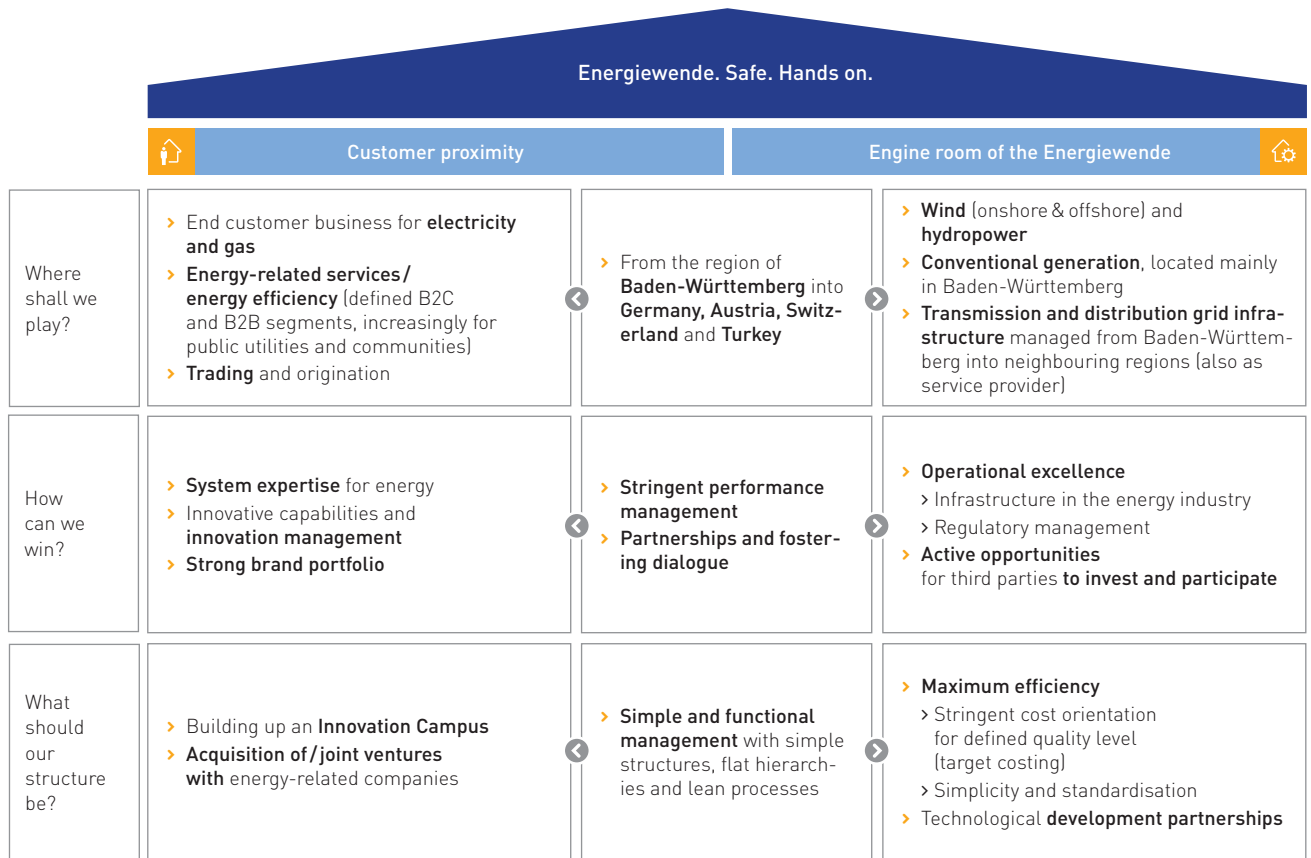 Energiewende. Safe. Hands on.
Customer proximity
Engine room of the Energiewende
Where
shall we
play?
› End customer business for electricity
and gas
› Energy-related services/
energy efficiency (defined B2C
and B2B segments, increasingly for
public utilities and communities)
› Trading and origination
› From the region of
Baden-Württemberg into
Germany, Austria, Switz-
erland and Turkey
› Wind (onshore & offshore) and
hydropower
› Conventional generation, located mainly
in Baden-Württemberg
› Transmission and distribution grid infra-
structure managed from Baden-Württem-
berg into neighbouring regions (also as
service provider)
How
can we
win?
› System expertise for energy
› Innovative capabilities and
innovation management
› Strong brand portfolio
› Stringent performance
management
› Partnerships and foster-
ing dialogue
› Operational excellence
› Infrastructure in the energy industry
› Regulatory management
› Active opportunities
for third parties to invest and participate
What
should
our
structure
be?
› Building up an Innovation Campus
› Acquisition of/joint ventures
with energy-related companies
› Simple and functional
management with simple
structures, flat hierarch-
ies and lean processes
› Maximum efficiency
› Stringent cost orientation
for defined quality level
(target costing)
› Simplicity and standardisation
› Technological development partnerships